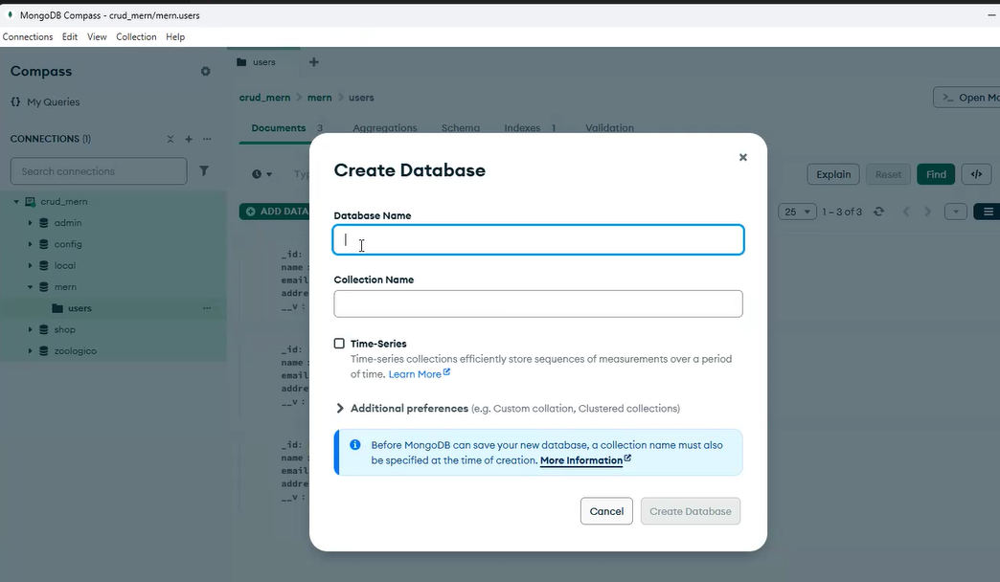 MongoDB Compass - crud_mern/mern.users
Connections Edit View Collection Help
Compass
My Queries
CONNECTIONS (1)
Search connections
crud_mern
admin
config
local
mern
users
shop
zoologico
users
crud_mern > mern > users
Open Mo
Documents 3 Aggregations Schema Indexes 1 Validation
Typ
Explain Reset Find </>
ADD DATA
25 1 – 3 of 3
_id:
name :
email
addre
__v :
_id:
name :
email
addre
__v :
_id:
name :
email
addre
__v :
Create Database
Database Name
Collection Name
Time-Series
Time-series collections efficiently store sequences of measurements over a period
of time. Learn More
Additional preferences (e.g. Custom collation, Clustered collections)
Before MongoDB can save your new database, a collection name must also
be specified at the time of creation. More Information
Cancel Create Database